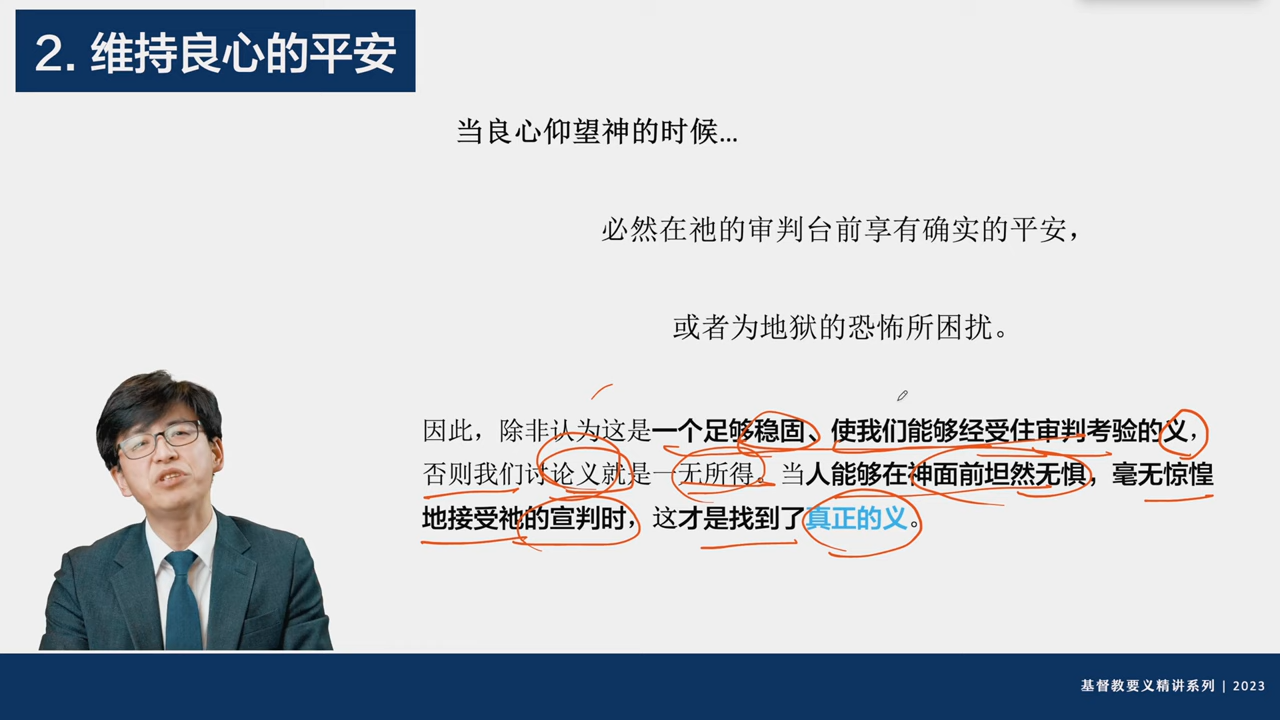 2. 维持良心的平安
当良心仰望神的时候...
必然在祂的审判台前享有确实的平安，
或者为地狱的恐怖所困扰。
因此，除非认为这是一个足够稳固、使我们能够经受住审判考验的义，
否则我们讨论义就是一无所得。当人能够在神面前坦然无惧，毫无惊惶
地接受祂的宣判时，这才是找到了真正的义。
基督教要义精讲系列 | 2023